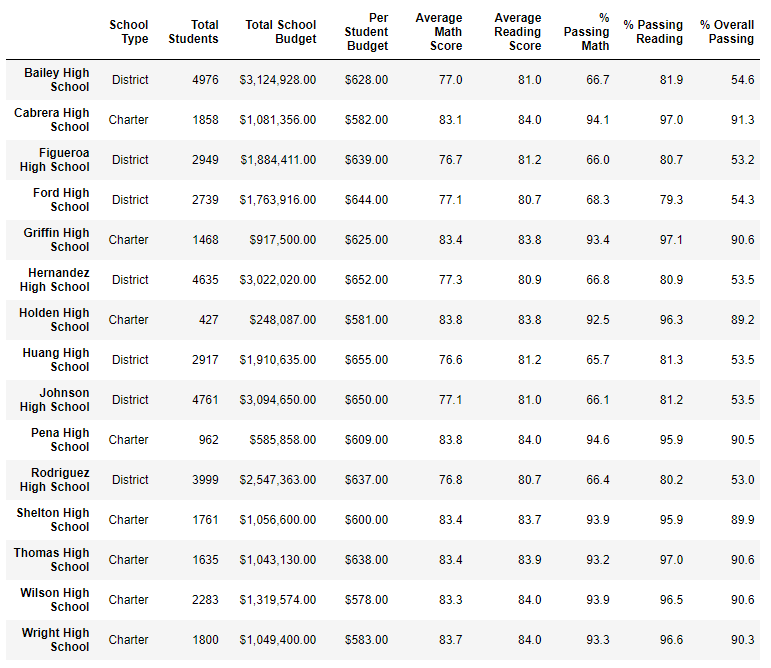 School Type Total Students Total School Budget Per Student Budget Average Math Score Average Reading Score % Passing Math % Passing Reading % Overall Passing
Bailey High School District 4976 $3,124,928.00 $628.00 77.0 81.0 66.7 81.9 54.6
Cabrera High School Charter 1858 $1,081,356.00 $582.00 83.1 84.0 94.1 97.0 91.3
Figueroa High School District 2949 $1,884,411.00 $639.00 76.7 81.2 66.0 80.7 53.2
Ford High School District 2739 $1,763,916.00 $644.00 77.1 80.7 68.3 79.3 54.3
Griffin High School Charter 1468 $917,500.00 $625.00 83.4 83.8 93.4 97.1 90.6
Hernandez High School District 4635 $3,022,020.00 $652.00 77.3 80.9 66.8 80.9 53.5
Holden High School Charter 427 $248,087.00 $581.00 83.8 83.8 92.5 96.3 89.2
Huang High School District 2917 $1,910,635.00 $655.00 76.6 81.2 65.7 81.3 53.5
Johnson High School District 4761 $3,094,650.00 $650.00 77.1 81.0 66.1 81.2 53.5
Pena High School Charter 962 $585,858.00 $609.00 83.8 84.0 94.6 95.9 90.5
Rodriguez High School District 3999 $2,547,363.00 $637.00 76.8 80.7 66.4 80.2 53.0
Shelton High School Charter 1761 $1,056,600.00 $600.00 83.4 83.7 93.9 95.9 89.9
Thomas High School Charter 1635 $1,043,130.00 $638.00 83.4 83.9 93.2 97.0 90.6
Wilson High School Charter 2283 $1,319,574.00 $578.00 83.3 84.0 93.9 96.5 90.6
Wright High School Charter 1800 $1,049,400.00 $583.00 83.7 84.0 93.3 96.6 90.3